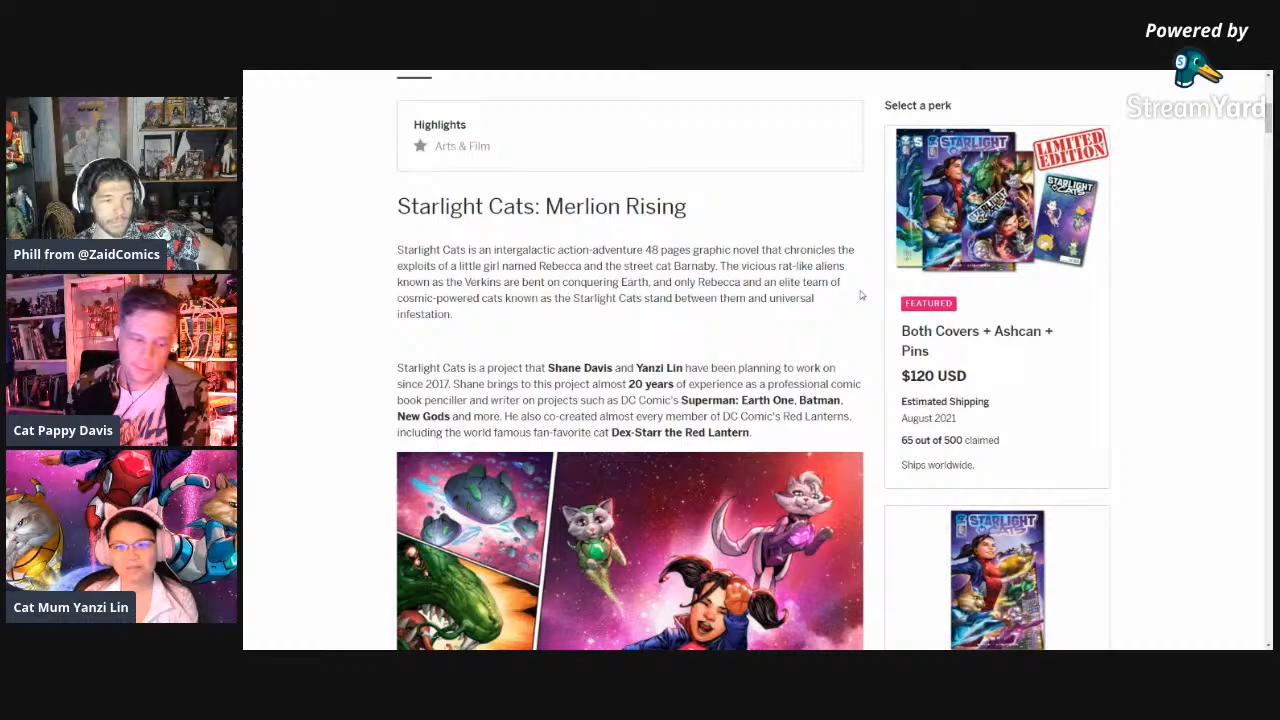 Powered by
StreamYard
Phill from @ZaidComics
Cat Pappy Davis
Cat Mum Yanzi Lin
Highlights
Arts & Film
Starlight Cats: Merlion Rising
Starlight Cats is an intergalactic action-adventure 48 pages graphic novel that chronicles the
exploits of a little girl named Rebecca and the street cat Barnaby. The vicious rat-like aliens
known as the Verkins are bent on conquering Earth, and only Rebecca and an elite team of
cosmic-powered cats known as the Starlight Cats stand between them and universal
infestation.
Starlight Cats is a project that Shane Davis and Yanzi Lin have been planning to work on
since 2017. Shane brings to this project almost 20 years of experience as a professional comic
book penciller and writer on projects such as DC Comic's Superman: Earth One, Batman,
New Gods and more. He also co-created almost every member of DC Comic's Red Lanterns,
including the world famous fan-favorite cat Dex-Starr the Red Lantern.
Select a perk
LIMITED
EDITION
STARLIGHT
CATS
FEATURED
Both Covers + Ashcan +
Pins
$120 USD
Estimated Shipping
August 2021
65 out of 500 claimed
Ships worldwide.
STARLIGHT
CATS